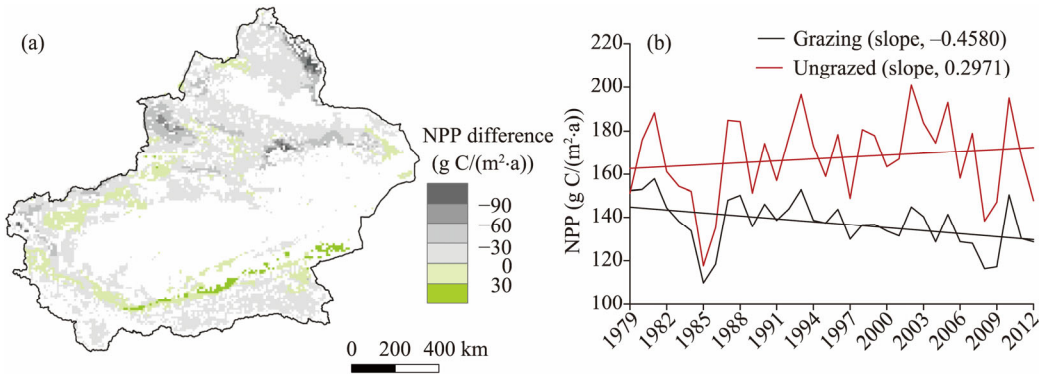 (a)
NPP difference
(g C/(m²·a))
−90
−60
−30
0
30
0 200 400 km
(b)
Grazing (slope, −0.4580)
Ungrazed (slope, 0.2971)
NPP (g C/(m²·a))
220
200
180
160
140
120
100
1979 1982 1985 1988 1991 1994 1997 2000 2003 2006 2009 2012